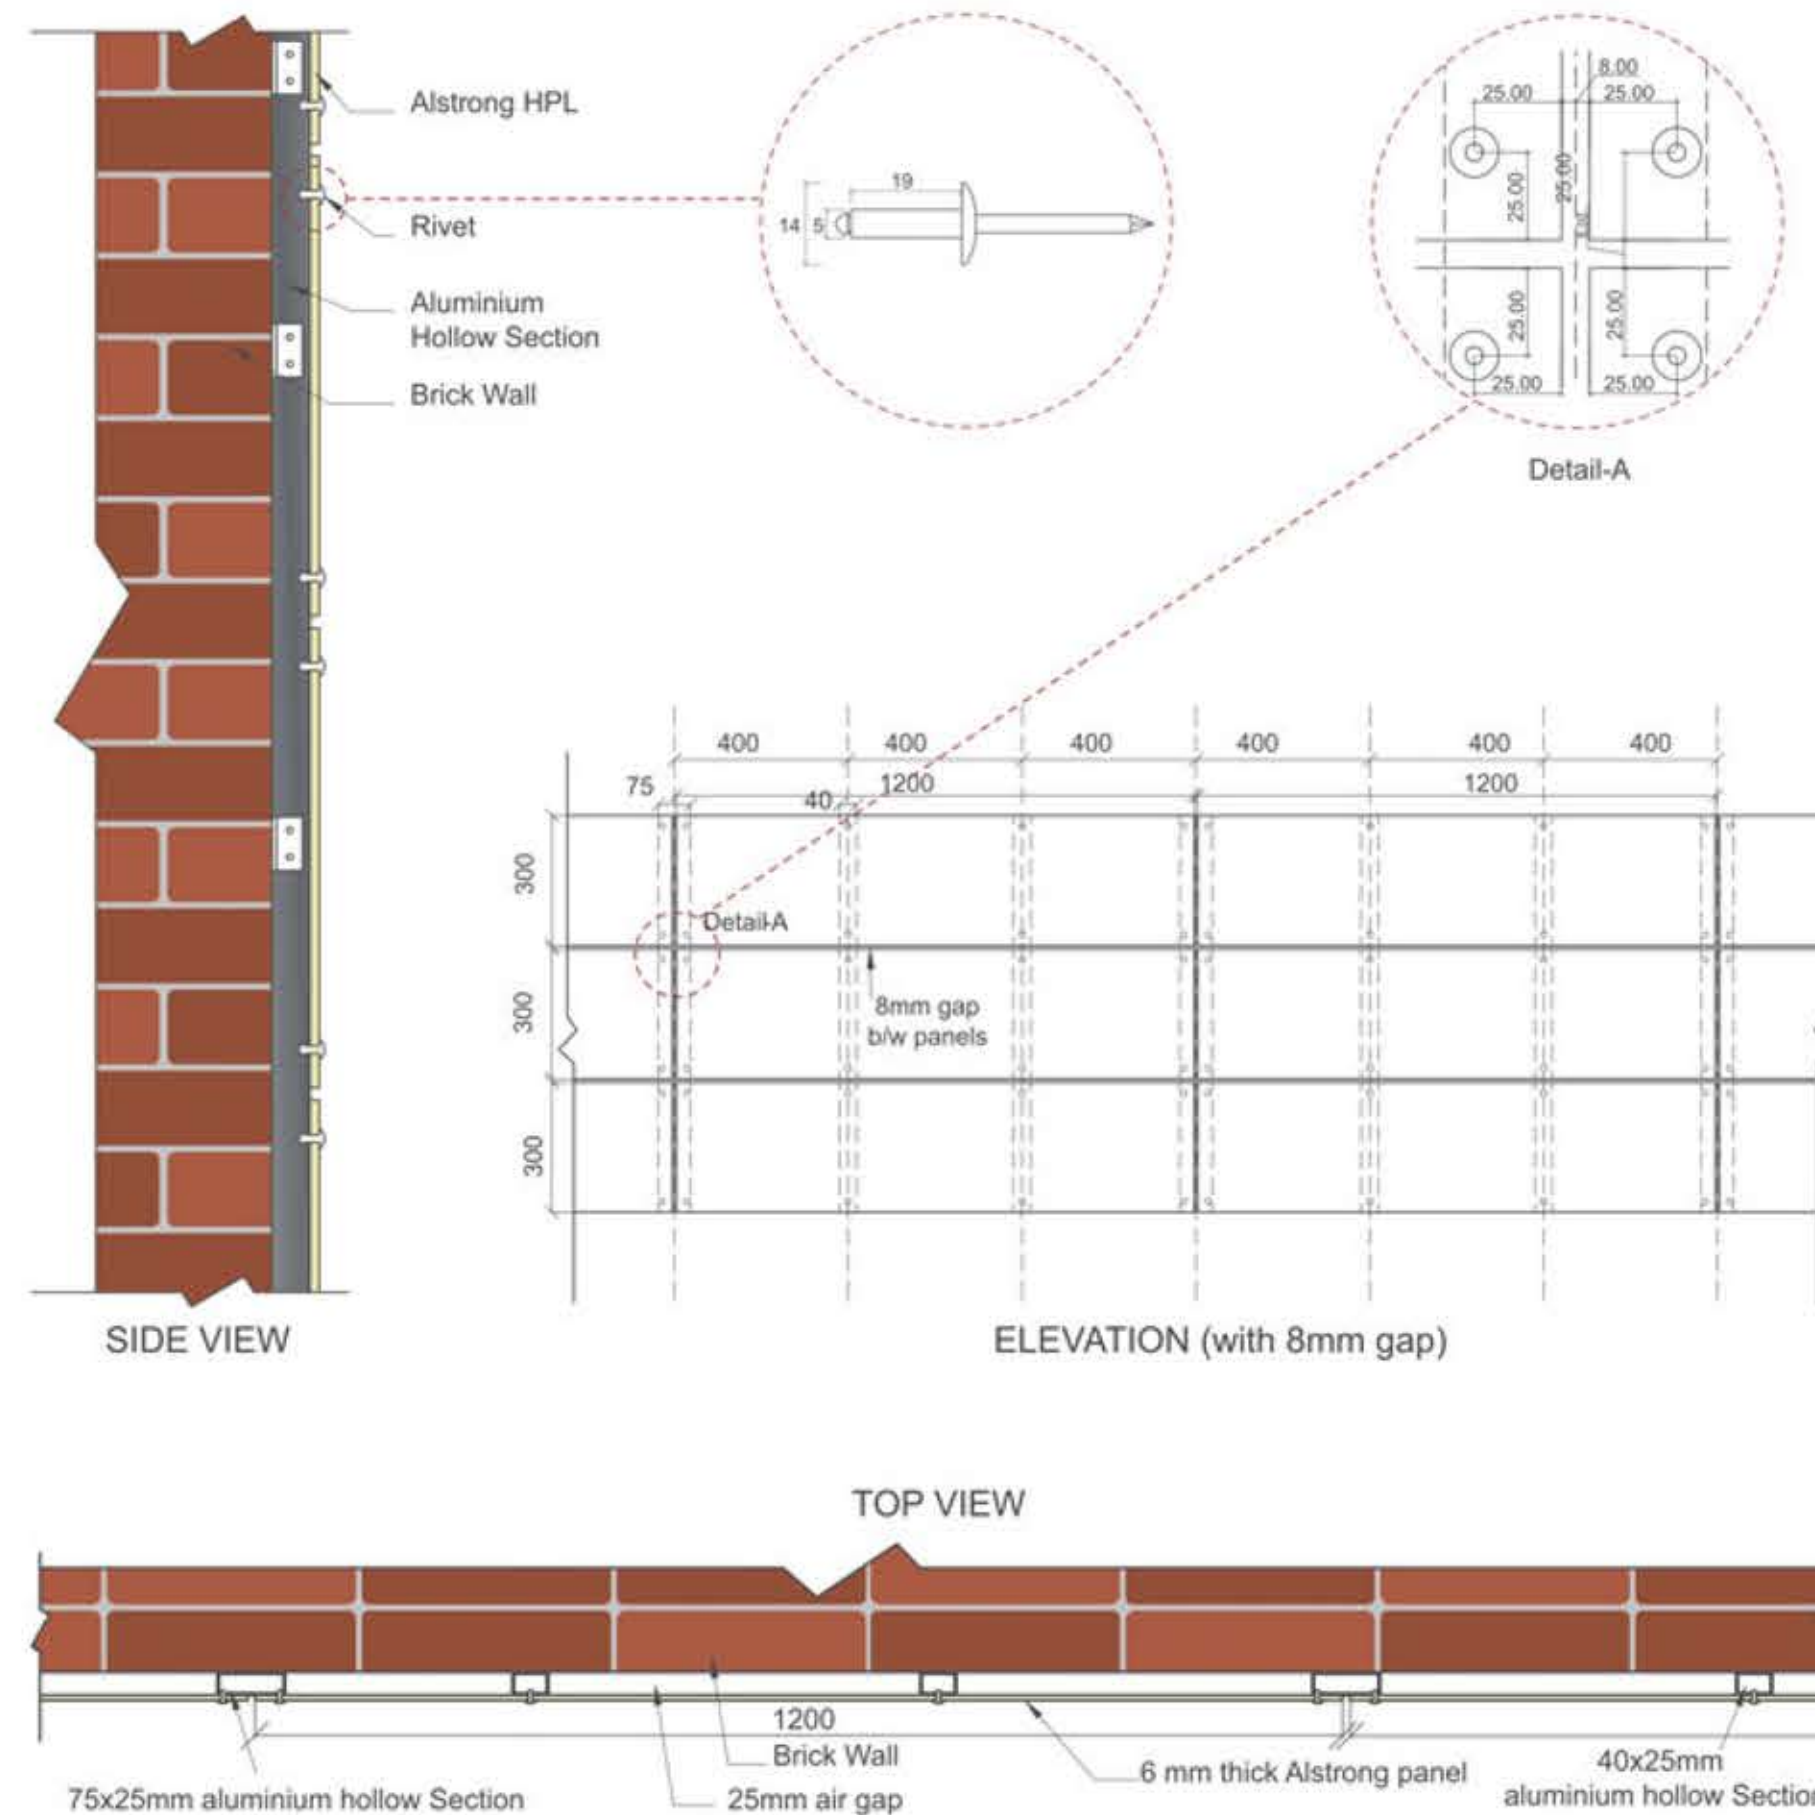 Alstrong HPL
Rivet
Aluminium
Hollow Section
Brick Wall
19
14 5
8.00
25.00 25.00
25.00
25.00
25.00
25.00
25.00 25.00
Detail-A
400 400 400 400 400 400
75 40 1200 1200
300
300
300
Detail-A
8mm gap
b/w panels
SIDE VIEW
ELEVATION (with 8mm gap)
TOP VIEW
1200
Brick Wall
75x25mm aluminium hollow Section
25mm air gap
6 mm thick Alstrong panel
40x25mm
aluminium hollow Section